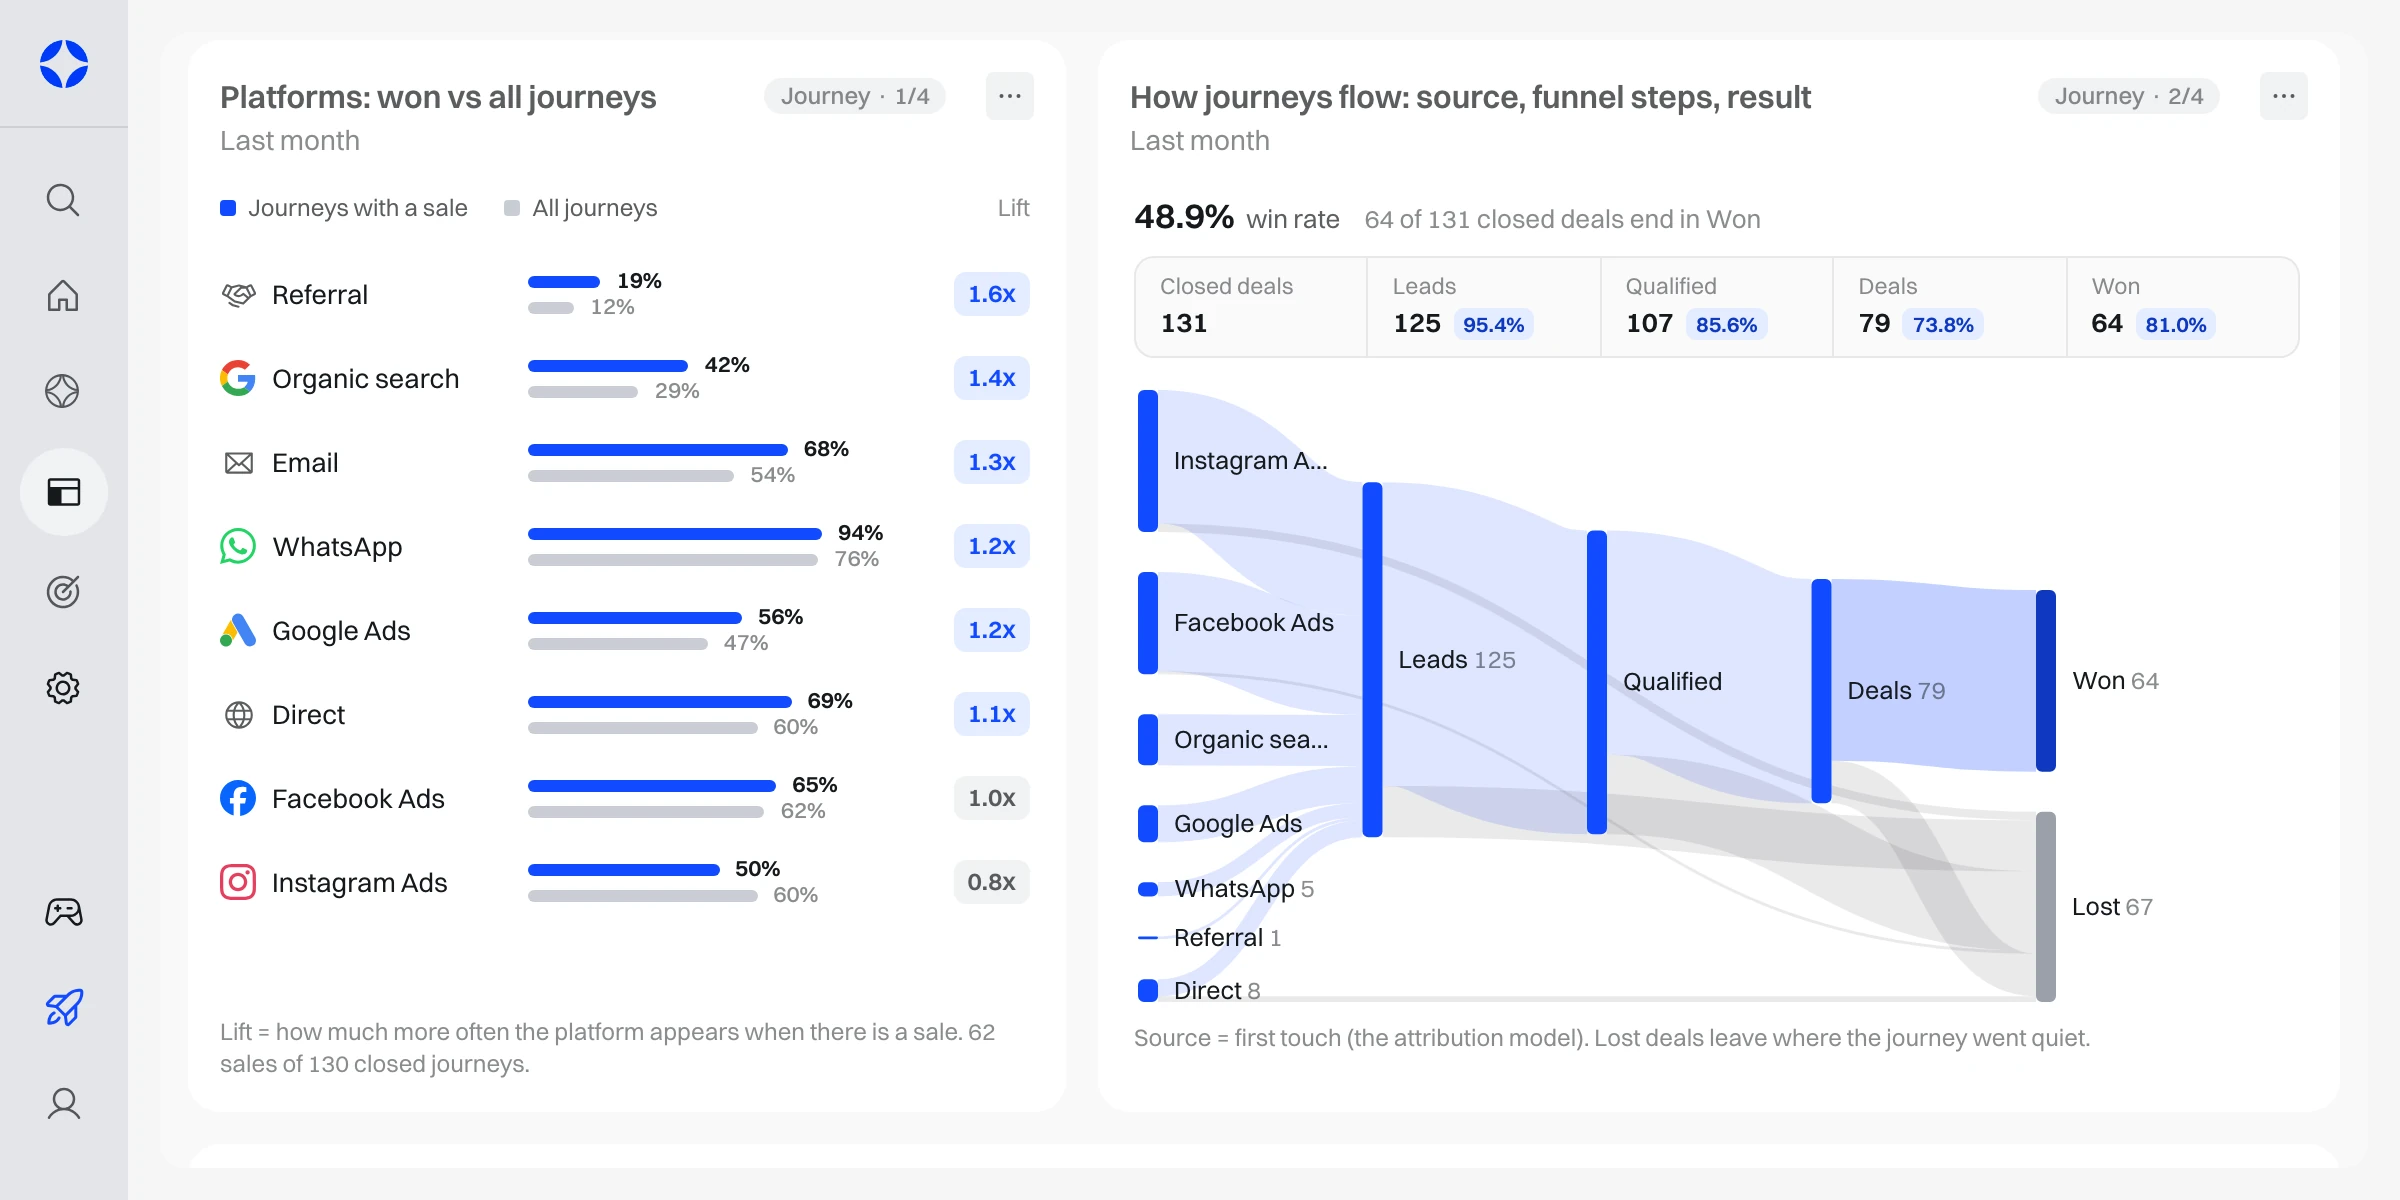 Platforms: won vs all journeys
Journey · 1/4
Last month
Journeys with a sale
All journeys
Lift
Referral
19%
12%
1.6x
Organic search
42%
29%
1.4x
Email
68%
54%
1.3x
WhatsApp
94%
76%
1.2x
Google Ads
56%
47%
1.2x
Direct
69%
60%
1.1x
Facebook Ads
65%
62%
1.0x
Instagram Ads
50%
60%
0.8x
Lift = how much more often the platform appears when there is a sale. 62
sales of 130 closed journeys.
How journeys flow: source, funnel steps, result
Journey · 2/4
Last month
48.9% win rate 64 of 131 closed deals end in Won
Closed deals
131
Leads
125 95.4%
Qualified
107 85.6%
Deals
79 73.8%
Won
64 81.0%
Instagram A...
Facebook Ads
Organic sea...
Google Ads
WhatsApp 5
Referral 1
Direct 8
Leads 125
Qualified
Deals 79
Won 64
Lost 67
Source = first touch (the attribution model). Lost deals leave where the journey went quiet.